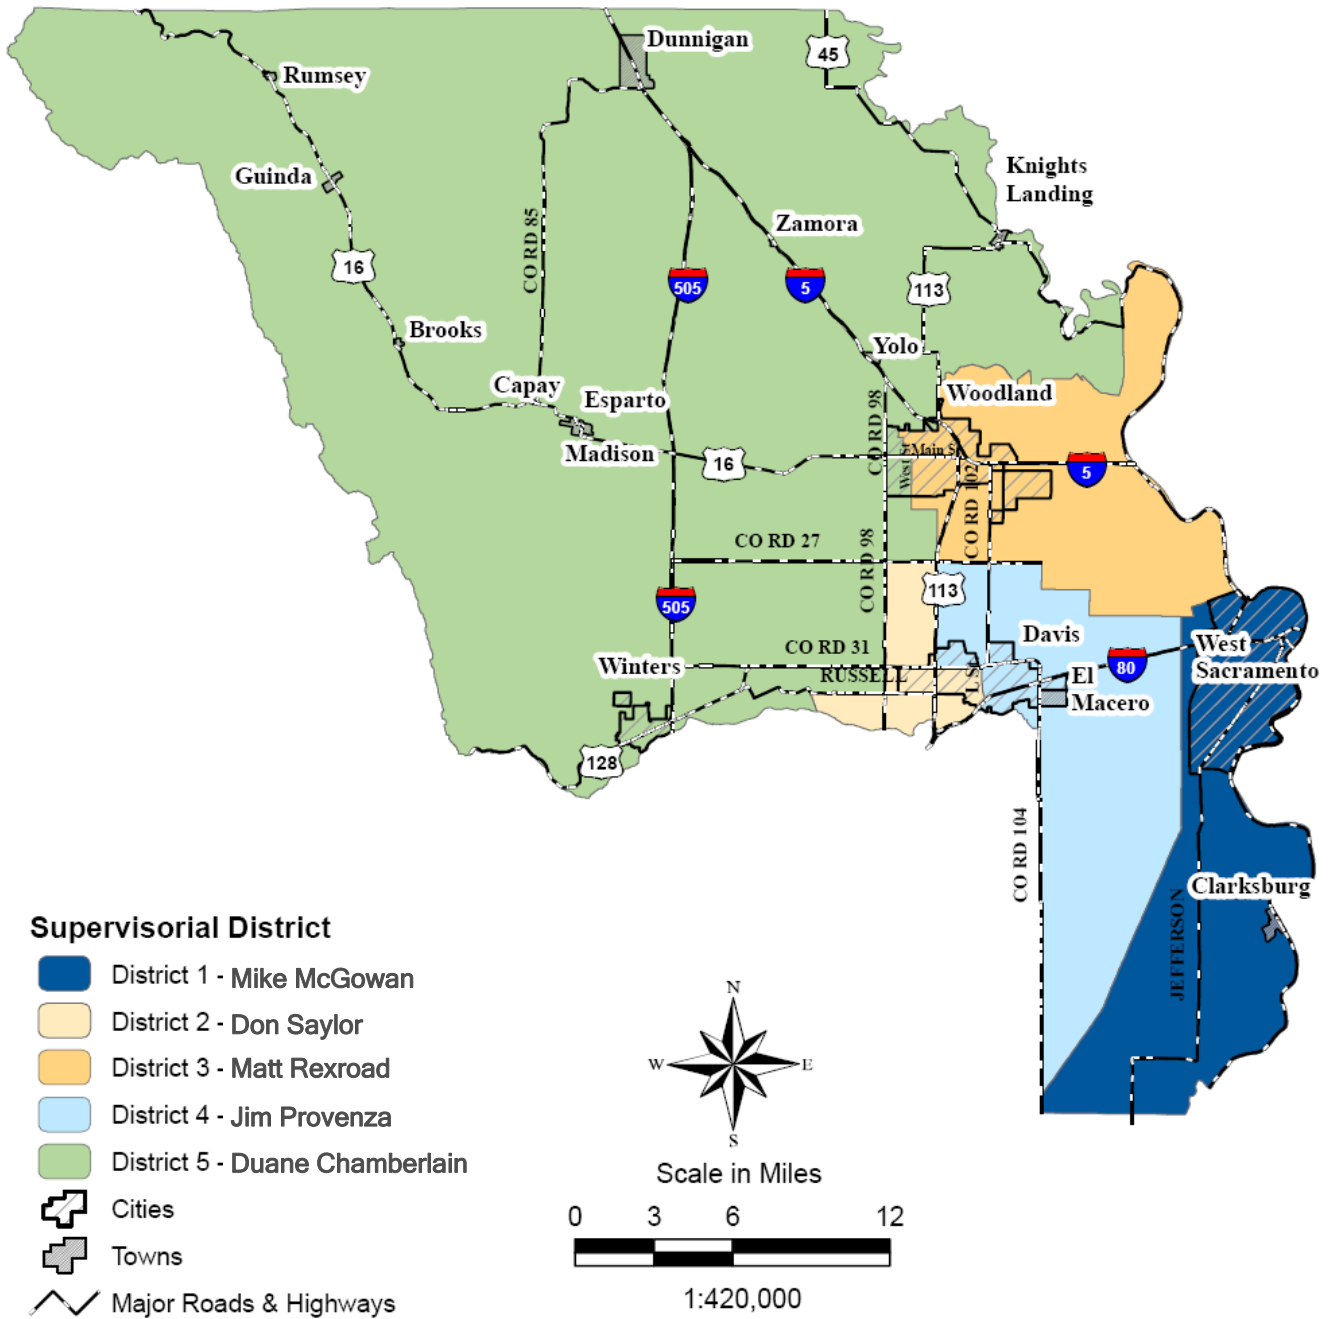 Dunnigan
45
Rumsey
Knights
Landing
Guinda
CO RD 85
Zamora
16
505
5
113
Brooks
Yolo
Capay
Esparto
Woodland
CO RD 98
Madison
16
West St
Main S
5
CO RD 102
CO RD 27
CO RD 98
113
505
CO RD 31
Davis
West
Sacramento
80
Winters
RUSSELL
L St
El
Macero
128
CO RD 104
Clarksburg
JEFFERSON
Supervisorial District
District 1 - Mike McGowan
District 2 - Don Saylor
District 3 - Matt Rexroad
District 4 - Jim Provenza
District 5 - Duane Chamberlain
Cities
Towns
Major Roads & Highways
N
W
E
S
Scale in Miles
0 3 6 12
1:420,000